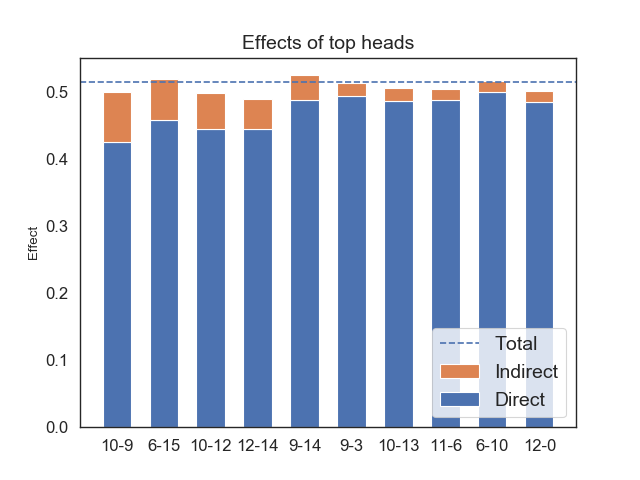 Effects of top heads
0.5
0.4
0.3
0.2
0.1
0.0
Effect
Total
Indirect
Direct
10-9 6-15 10-12 12-14 9-14 9-3 10-13 11-6 6-10 12-0